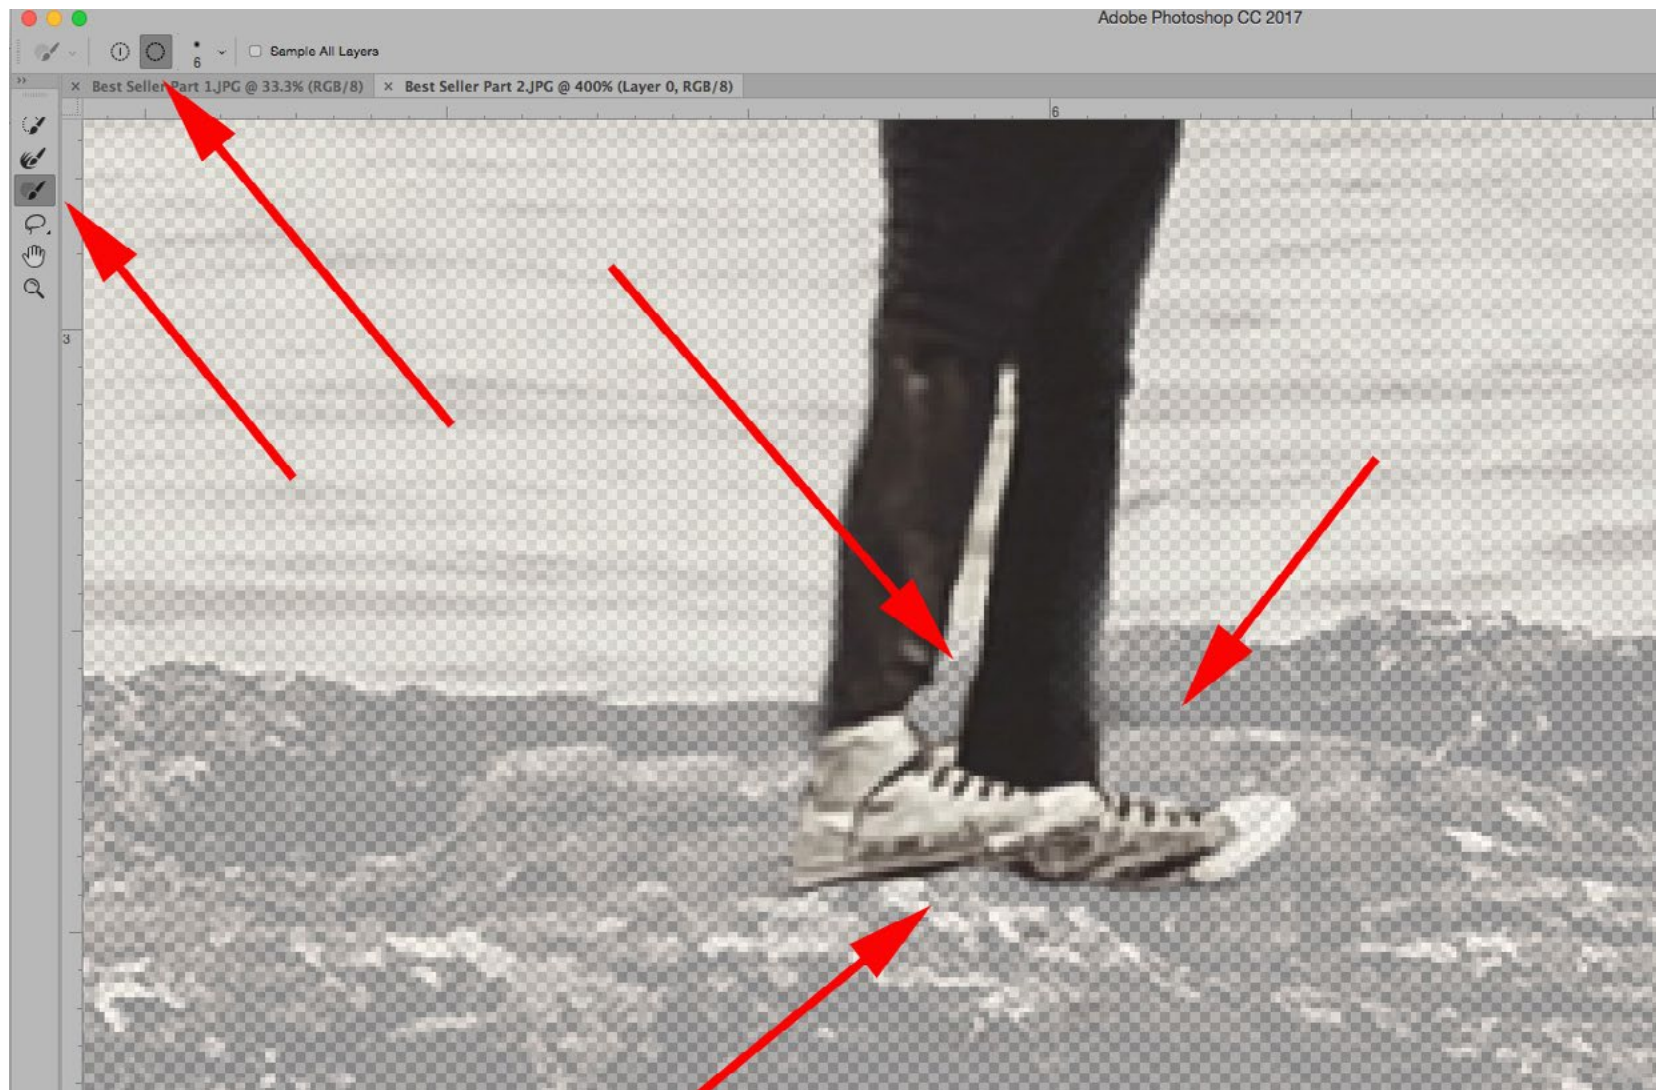 Adobe Photoshop CC 2017
6
Sample All Layers
Best Seller Part 1.JPG @ 33.3% (RGB/8)
Best Seller Part 2.JPG @ 400% (Layer 0, RGB/8)
6
3